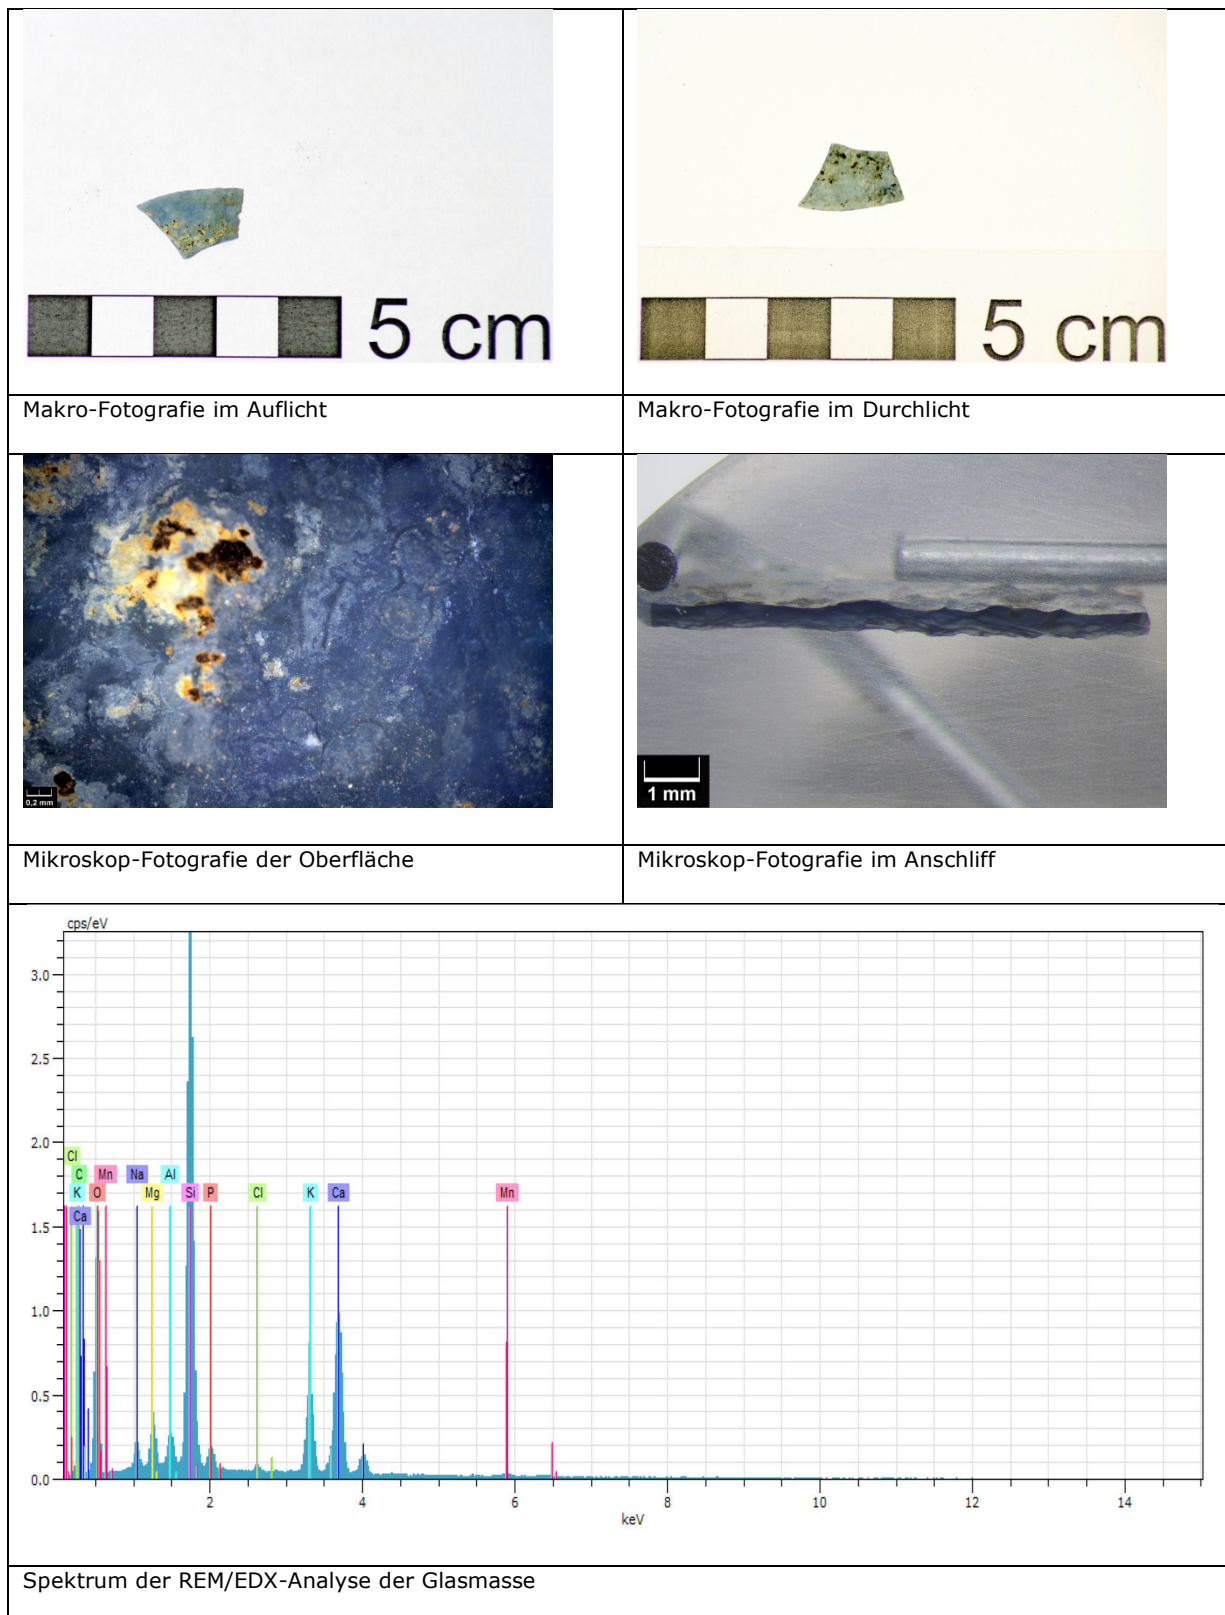 5 cm
5 cm
Makro-Fotografie im Auflicht
Makro-Fotografie im Durchlicht
0,2 mm
1 mm
Mikroskop-Fotografie der Oberfläche
Mikroskop-Fotografie im Anschliff
cps/eV
3.0
2.5
2.0
1.5
1.0
0.5
0.0
Cl
C
Mn
Na
Al
K
O
Mg
Si
P
Cl
K
Ca
Mn
Ca
2
4
6
8
10
12
14
keV
Spektrum der REM/EDX-Analyse der Glasmasse